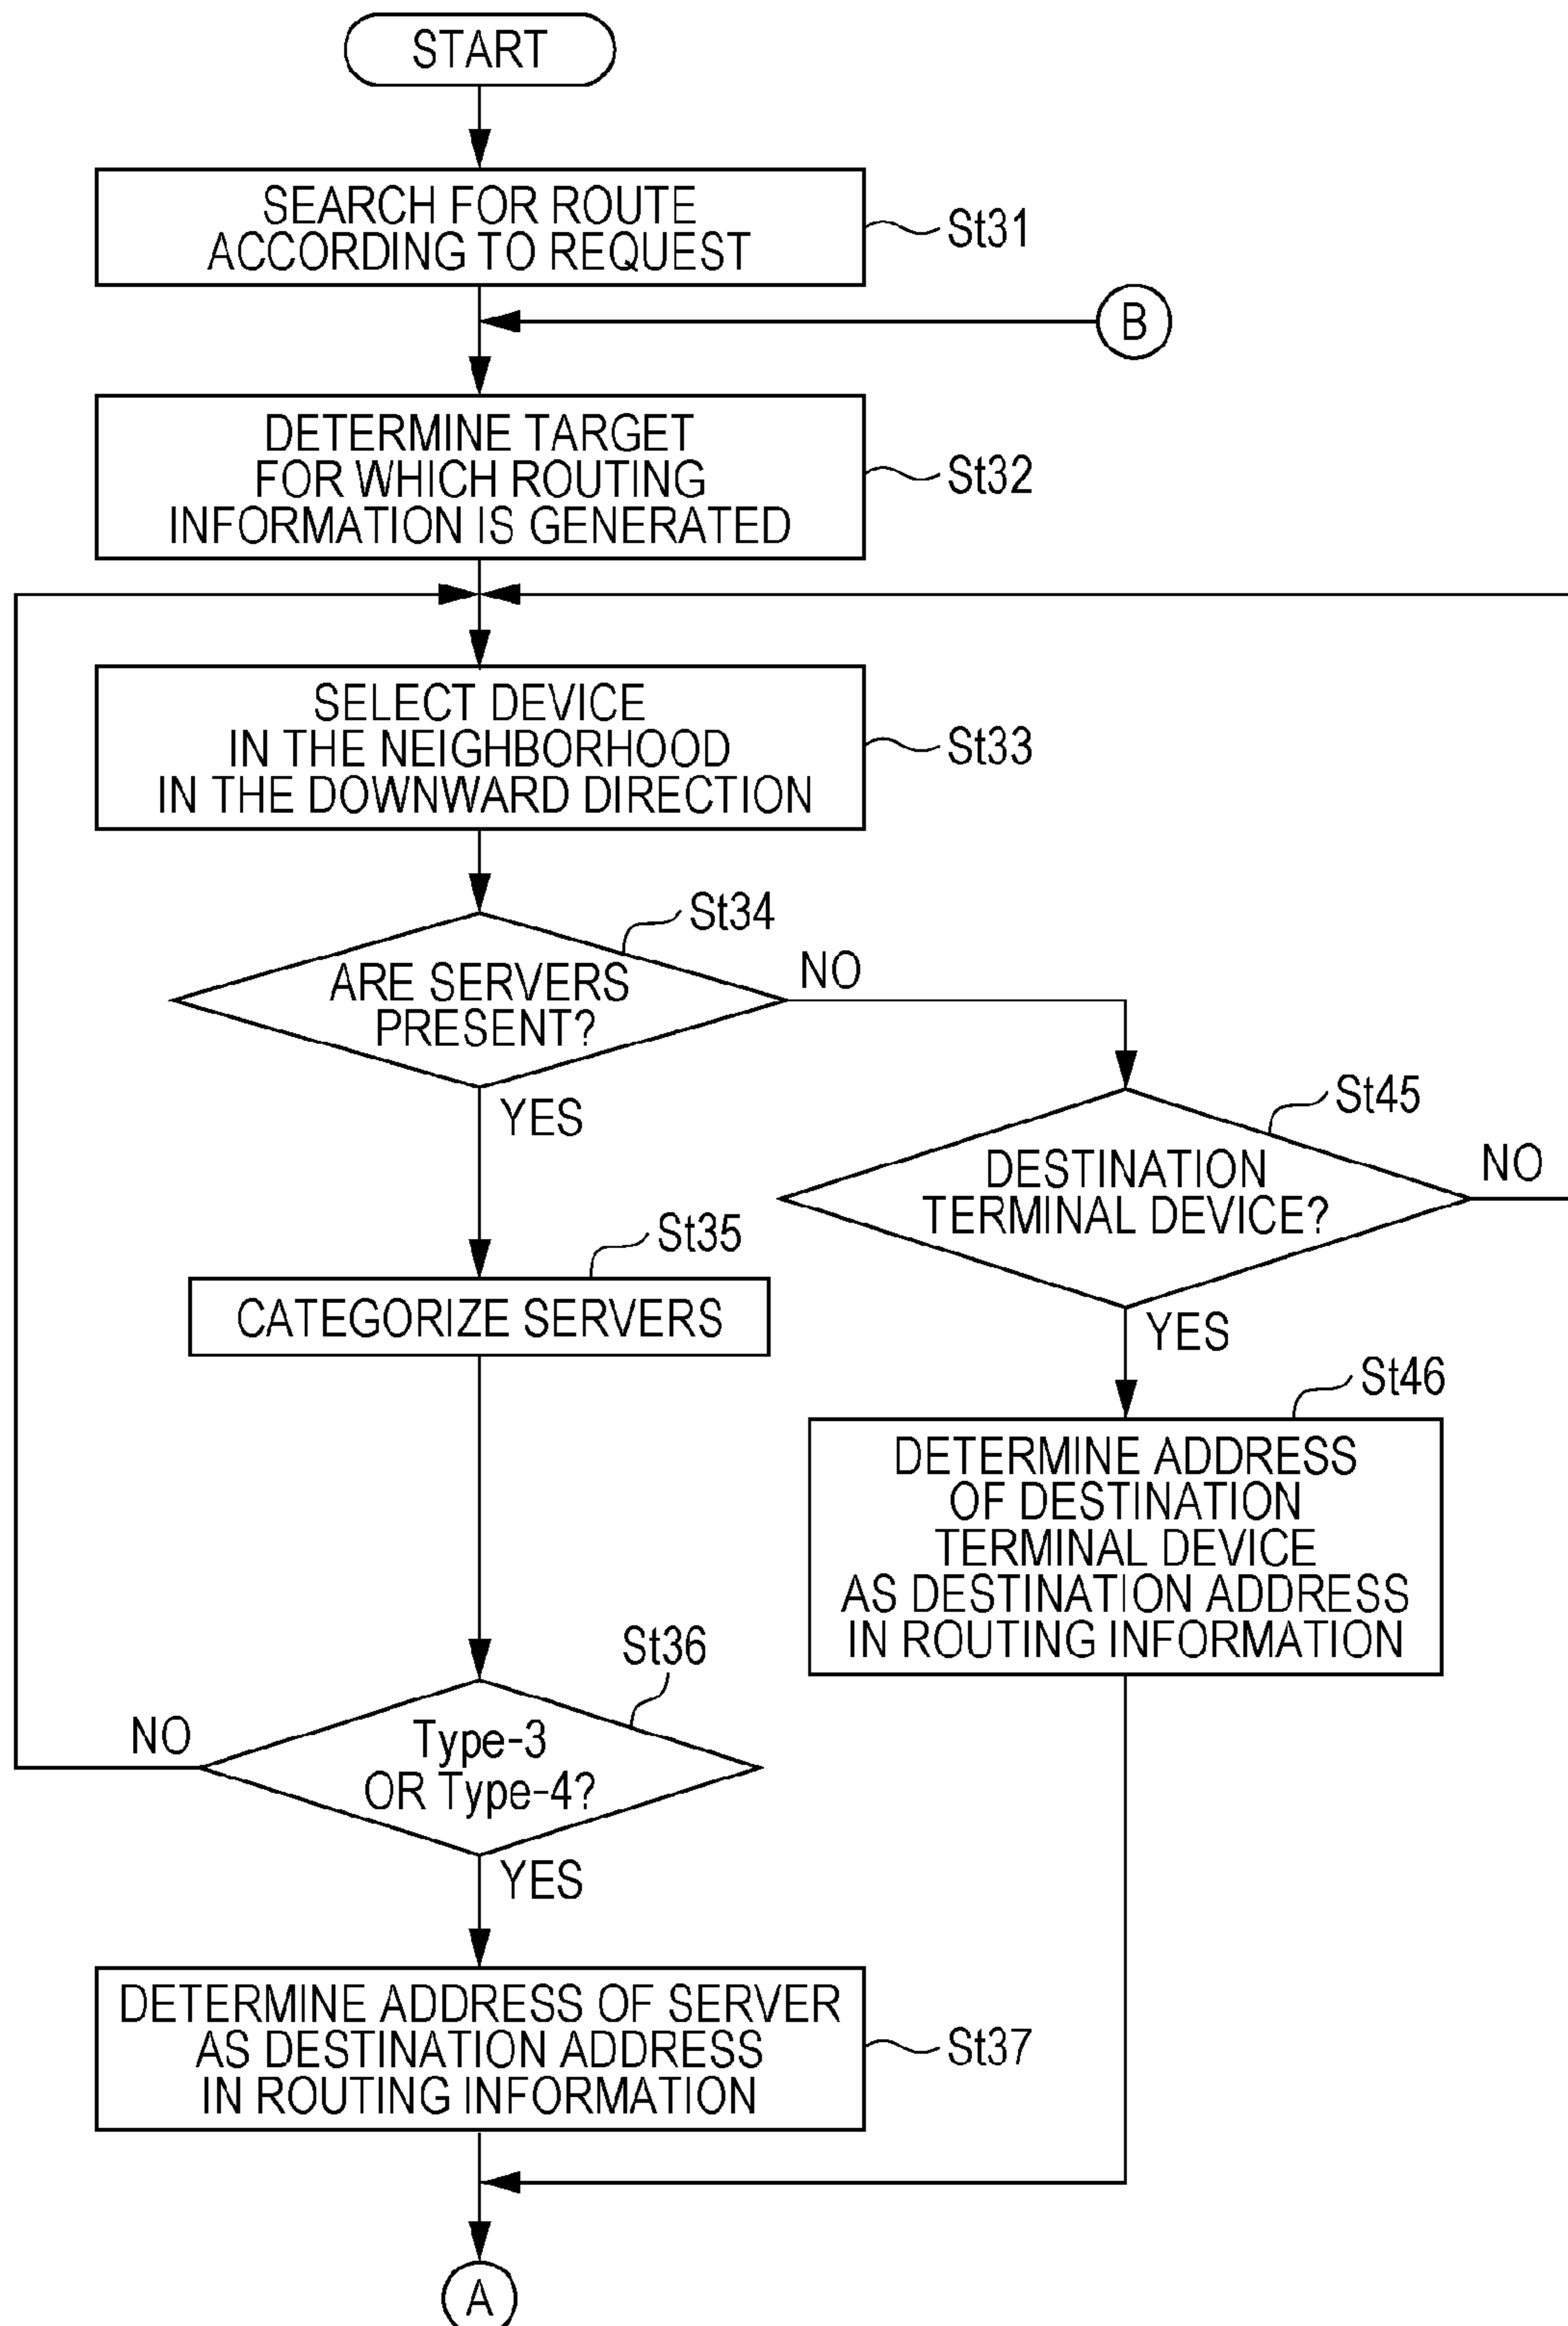 START
SEARCH FOR ROUTE
ACCORDING TO REQUEST
St31
B
DETERMINE TARGET
FOR WHICH ROUTING
INFORMATION IS GENERATED
St32
SELECT DEVICE
IN THE NEIGHBORHOOD
IN THE DOWNWARD DIRECTION
St33
St34
ARE SERVERS
PRESENT?
NO
YES
St45
DESTINATION
TERMINAL DEVICE?
NO
YES
St35
CATEGORIZE SERVERS
St46
DETERMINE ADDRESS
OF DESTINATION
TERMINAL DEVICE
AS DESTINATION ADDRESS
IN ROUTING INFORMATION
St36
Type-3
OR Type-4?
NO
YES
DETERMINE ADDRESS OF SERVER
AS DESTINATION ADDRESS
IN ROUTING INFORMATION
St37
A